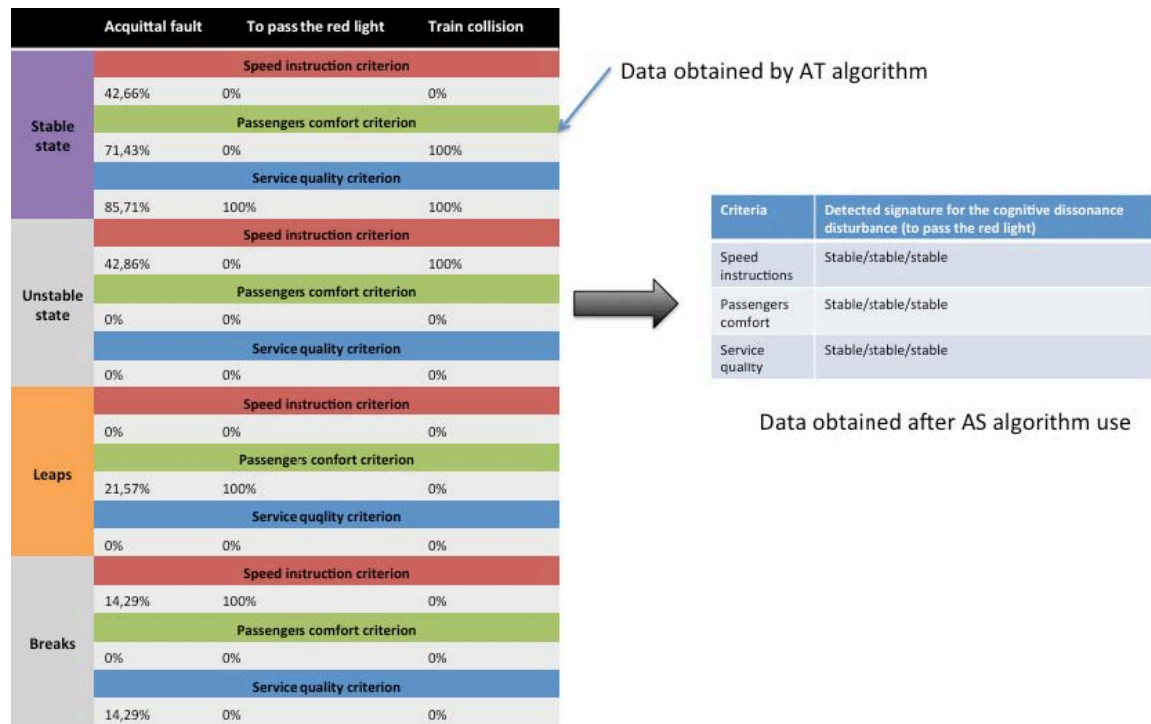 Acquittal fault To pass the red light Train collision
Stable state
Speed instruction criterion
42,66% 0% 0%
Passengers comfort criterion
71,43% 0% 100%
Service quality criterion
85,71% 100% 100%
Unstable state
Speed instruction criterion
42,86% 0% 100%
Passengers comfort criterion
0% 0% 0%
Service quality criterion
0% 0% 0%
Leaps
Speed instruction criterion
0% 0% 0%
Passengers confort criterion
21,57% 100% 0%
Service quqlity criterion
0% 0% 0%
Breaks
Speed instruction criterion
14,29% 100% 0%
Passengers comfort criterion
0% 0% 0%
Service quality criterion
14,29% 0% 0%
Data obtained by AT algorithm
Criteria Detected signature for the cognitive dissonance
disturbance (to pass the red light)
Speed Stable/stable/stable
instructions
Passengers Stable/stable/stable
comfort
Service Stable/stable/stable
quality
Data obtained after AS algorithm use